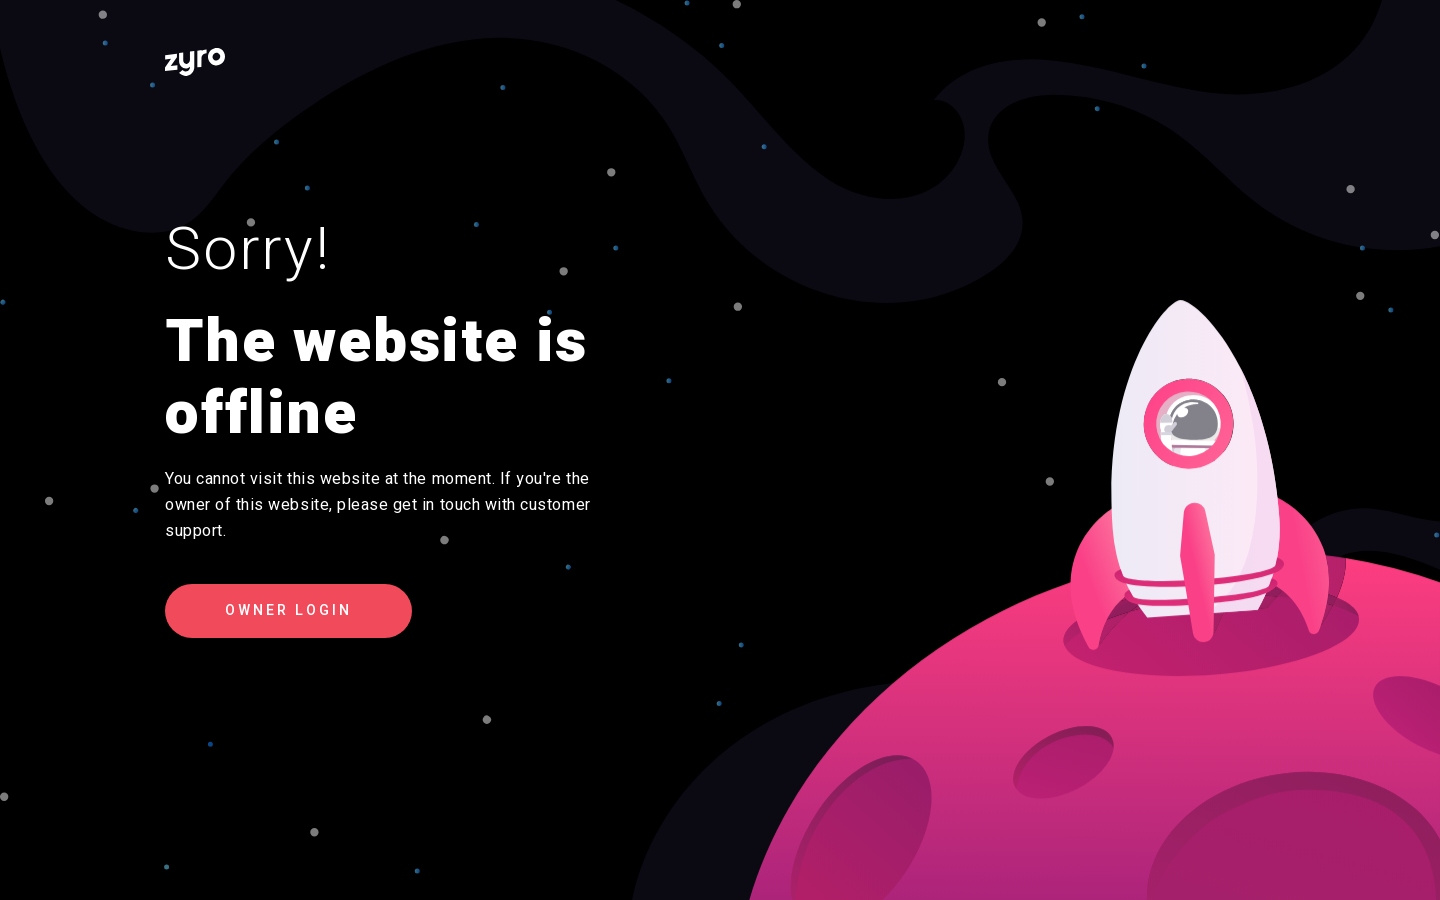 zyro
Sorry!
The website is
offline
You cannot visit this website at the moment. If you're the
owner of this website, please get in touch with customer
support.
OWNER LOGIN